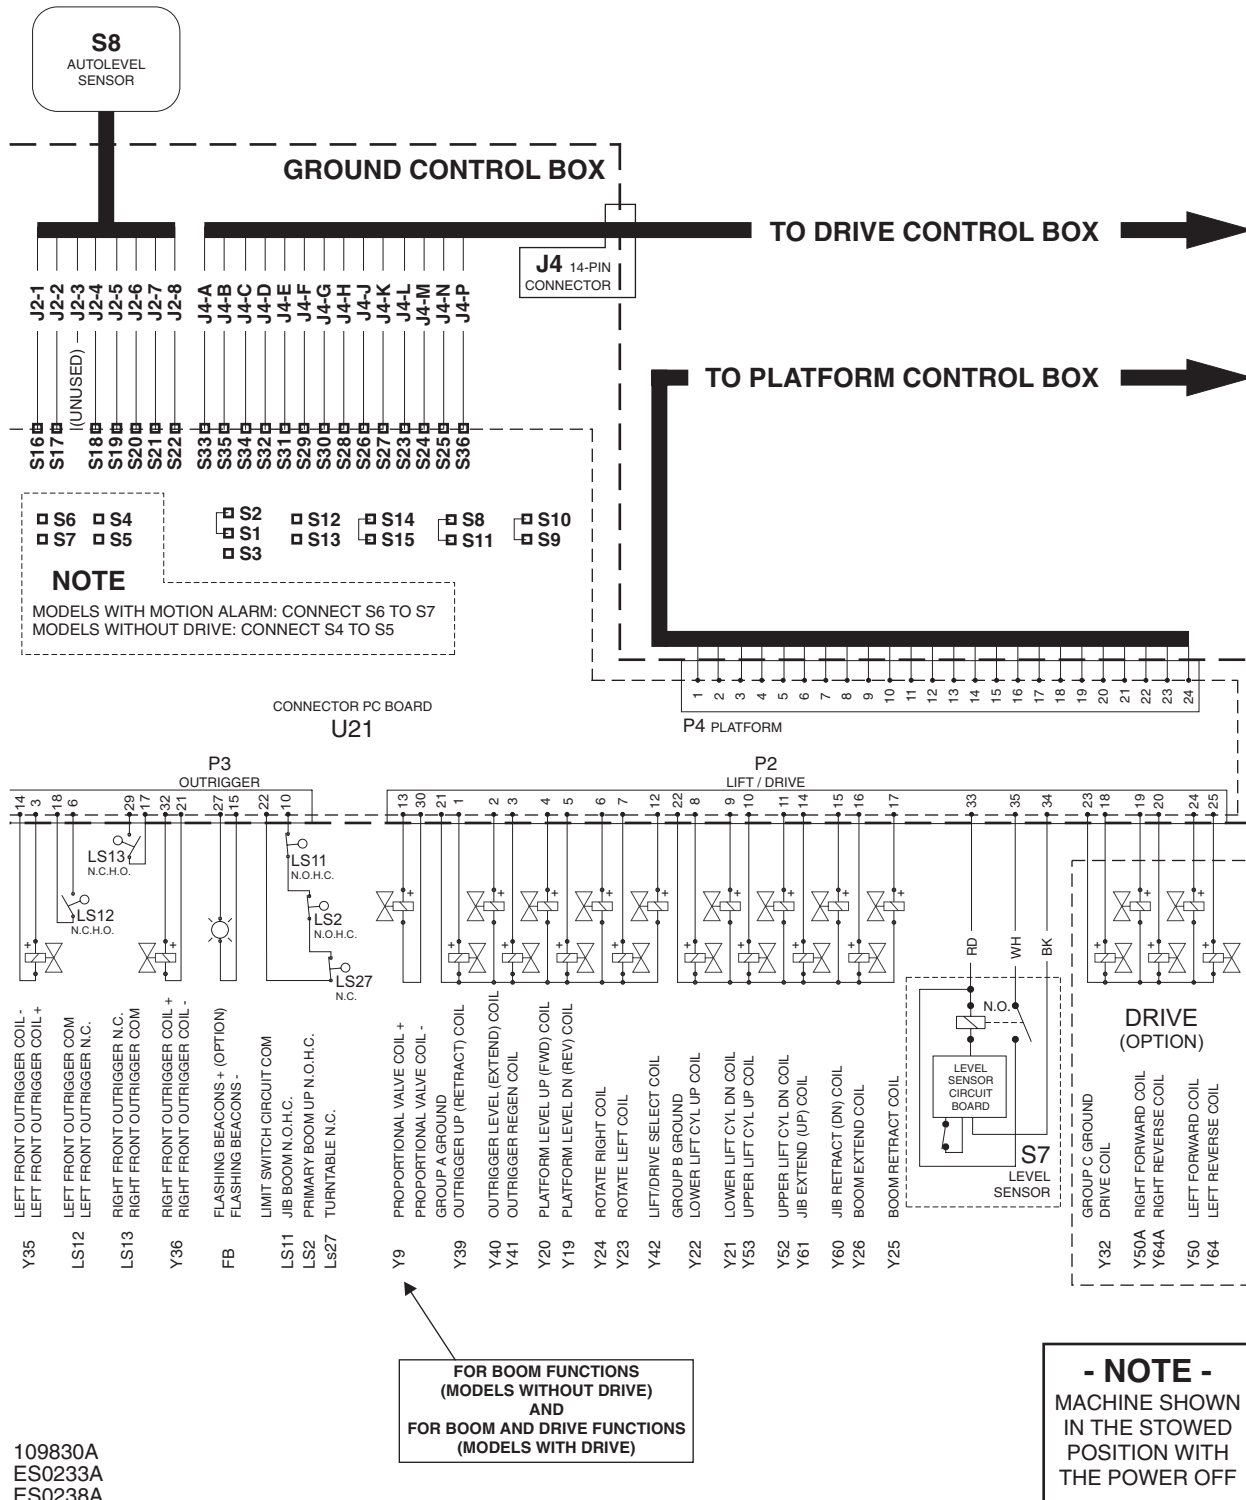 S8
AUTOLEVEL
SENSOR
GROUND CONTROL BOX
TO DRIVE CONTROL BOX
J4 14-PIN
CONNECTOR
J2-1
J2-2
J2-3
J2-4
J2-5
J2-6
J2-7
J2-8
J4-A
J4-B
J4-C
J4-D
J4-E
J4-F
J4-G
J4-H
J4-J
J4-K
J4-L
J4-M
J4-N
J4-P
(UNUSED)
TO PLATFORM CONTROL BOX
S16
S17
S18
S19
S20
S21
S22
S33
S35
S34
S32
S31
S29
S30
S28
S26
S27
S23
S24
S25
S36
S6 S4 S2 S12 S14 S8 S10
S7 S5 S1 S13 S15 S11 S9
S3
NOTE
MODELS WITH MOTION ALARM: CONNECT S6 TO S7
MODELS WITHOUT DRIVE: CONNECT S4 TO S5
1 2 3 4 5 6 7 8 9 10 11 12 13 14 15 16 17 18 19 20 21 22 23 24
P4 PLATFORM
CONNECTOR PC BOARD
U21
P3
OUTRIGGER
P2
LIFT / DRIVE
14 3 18 6 29 17 32 21 27 15 22 10
13 30 21 1 2 3 4 5 6 7 12 22 8 9 10 11 14 15 16 17 33 35 34 23 18 19 20 24 25
LS13
N.C.H.O.
LS12
N.C.H.O.
LS11
N.O.H.C.
LS2
N.O.H.C.
LS27
N.C.
+ + + + + + + + + + + + + + + + + + + + + + + + +
RD
WH
BK
N.O.
LEVEL
SENSOR
CIRCUIT
BOARD
S7
LEVEL
SENSOR
DRIVE
(OPTION)
LEFT FRONT OUTRIGGER COIL -
LEFT FRONT OUTRIGGER COIL +
LEFT FRONT OUTRIGGER COM
LEFT FRONT OUTRIGGER N.C.
RIGHT FRONT OUTRIGGER N.C.
RIGHT FRONT OUTRIGGER COM
RIGHT FRONT OUTRIGGER COIL +
RIGHT FRONT OUTRIGGER COIL -
FLASHING BEACONS + (OPTION)
FLASHING BEACONS -
LIMIT SWITCH CIRCUIT COM
JIB BOOM N.O.H.C.
PRIMARY BOOM UP N.O.H.C.
TURNTABLE N.C.
PROPORTIONAL VALVE COIL +
PROPORTIONAL VALVE COIL -
GROUP A GROUND
OUTRIGGER UP (RETRACT) COIL
OUTRIGGER LEVEL (EXTEND) COIL
OUTRIGGER REGEN COIL
PLATFORM LEVEL UP (FWD) COIL
PLATFORM LEVEL DN (REV) COIL
ROTATE RIGHT COIL
ROTATE LEFT COIL
LIFT/DRIVE SELECT COIL
GROUP B GROUND
LOWER LIFT CYL UP COIL
LOWER LIFT CYL DN COIL
UPPER LIFT CYL UP COIL
UPPER LIFT CYL DN COIL
JIB EXTEND (UP) COIL
JIB RETRACT (DN) COIL
BOOM EXTEND COIL
BOOM RETRACT COIL
GROUP C GROUND
DRIVE COIL
RIGHT FORWARD COIL
RIGHT REVERSE COIL
LEFT FORWARD COIL
LEFT REVERSE COIL
Y35
LS12
LS13
Y36
FB
LS11
LS2
Ls27
Y9
Y39
Y40
Y41
Y20
Y19
Y24
Y23
Y42
Y22
Y21
Y53
Y52
Y61
Y60
Y26
Y25
Y32
Y50A
Y64A
Y50
Y64
FOR BOOM FUNCTIONS
(MODELS WITHOUT DRIVE)
AND
FOR BOOM AND DRIVE FUNCTIONS
(MODELS WITH DRIVE)
- NOTE -
MACHINE SHOWN
IN THE STOWED
POSITION WITH
THE POWER OFF
109830A
ES0233A
ES0238A